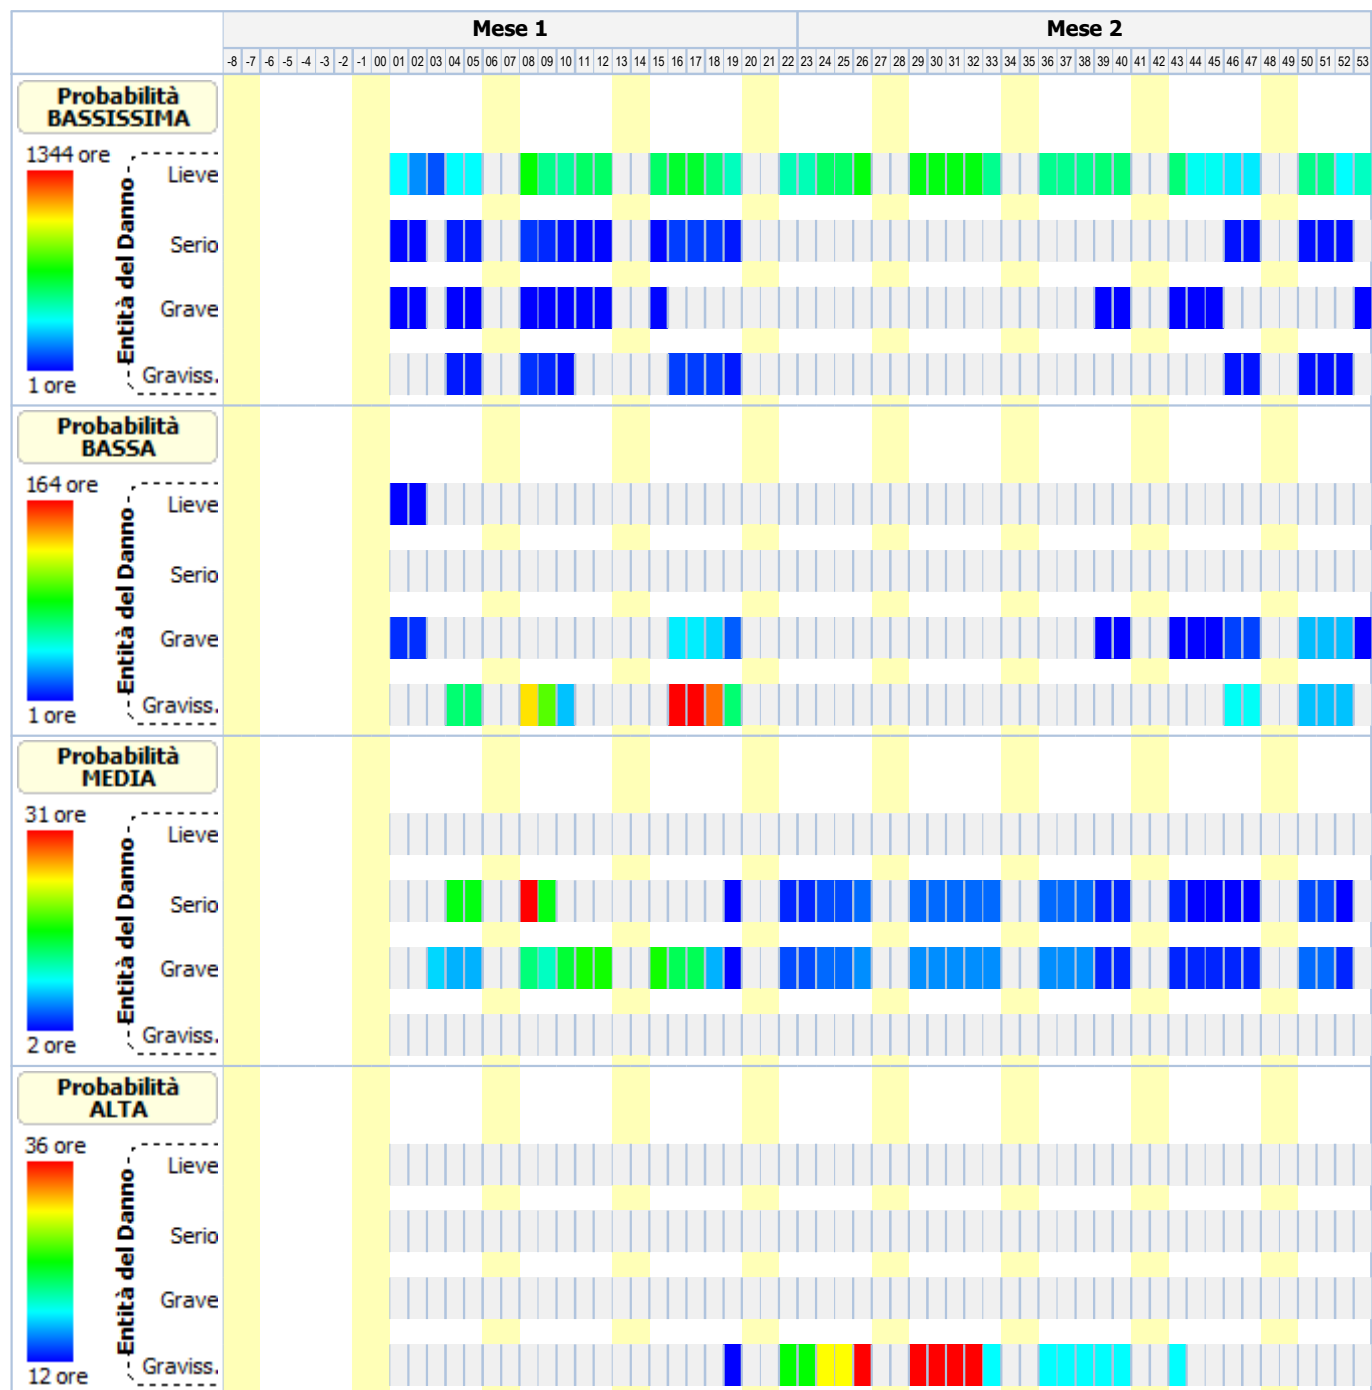 Mese 1 Mese 2
-8 -7 -6 -5 -4 -3 -2 -1 00 01 02 03 04 05 06 07 08 09 10 11 12 13 14 15 16 17 18 19 20 21 22 23 24 25 26 27 28 29 30 31 32 33 34 35 36 37 38 39 40 41 42 43 44 45 46 47 48 49 50 51 52 53
Probabilità
BASSISSIMA
1344 ore
Entità del Danno
Lieve
Serio
Grave
Graviss.
1 ore
Probabilità
BASSA
164 ore
Entità del Danno
Lieve
Serio
Grave
Graviss.
1 ore
Probabilità
MEDIA
31 ore
Entità del Danno
Lieve
Serio
Grave
Graviss.
2 ore
Probabilità
ALTA
36 ore
Entità del Danno
Lieve
Serio
Grave
Graviss.
12 ore